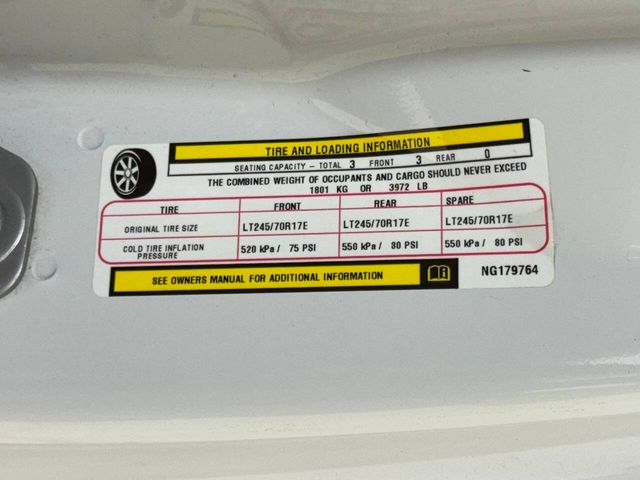 TIRE AND LOADING INFORMATION
SEATING CAPACITY - TOTAL 3 FRONT 3 REAR 0
THE COMBINED WEIGHT OF OCCUPANTS AND CARGO SHOULD NEVER EXCEED
1801 KG OR 3972 LB
TIRE FRONT REAR SPARE
ORIGINAL TIRE SIZE LT245/70R17E LT245/70R17E LT245/70R17E
COLD TIRE INFLATION PRESSURE 520 kPa / 75 PSI 550 kPa / 80 PSI 550 kPa / 80 PSI
SEE OWNERS MANUAL FOR ADDITIONAL INFORMATION NG179764